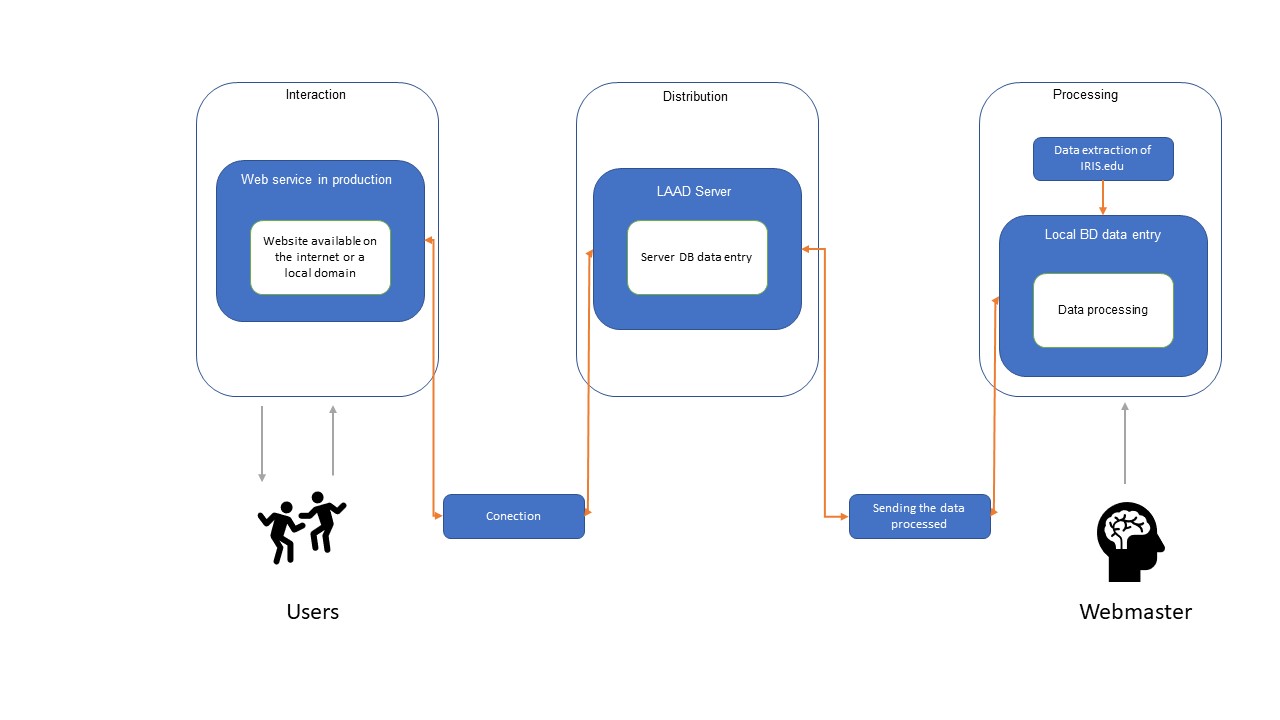 Interaction
Web service in production
Website available on
the internet or a
local domain
Distribution
LAAD Server
Server DB data entry
Processing
Data extraction of
IRIS.edu
Local BD data entry
Data processing
Conection
Sending the data
processed
Users
Webmaster